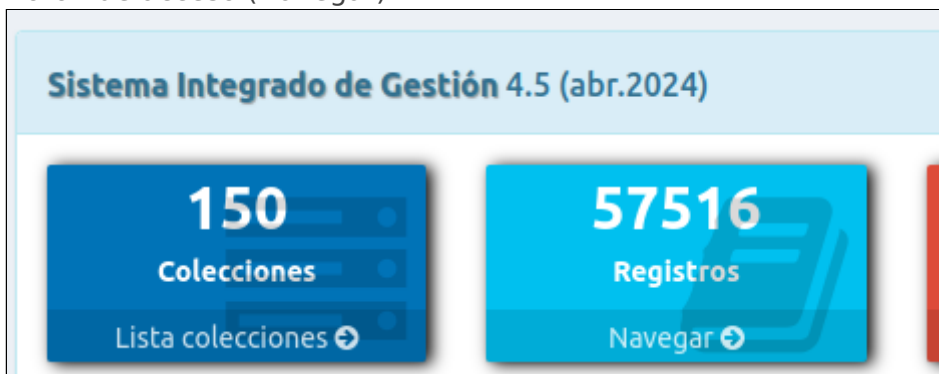 Sistema Integrado de Gestión 4.5 (abr.2024)
150
Colecciones
Lista colecciones
57516
Registros
Navegar